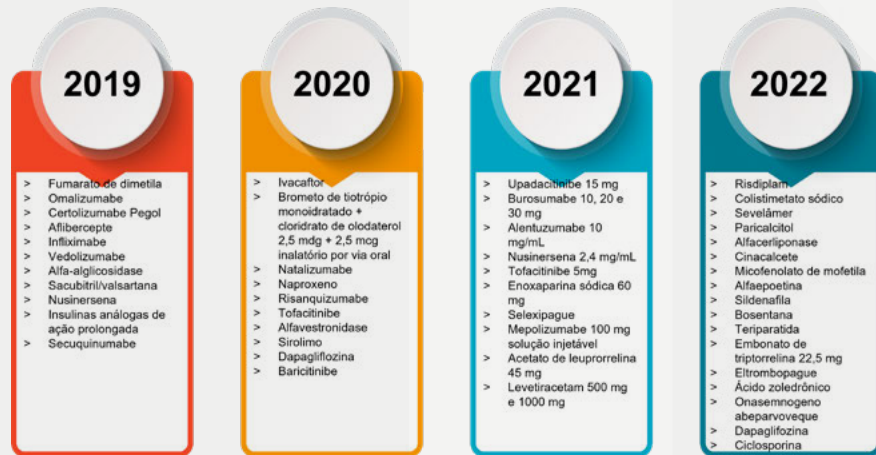 2019
> Fumarato de dimetila
> Omalizumabe
> Certolizumabe Pegol
> Aflibercepte
> Infliximabe
> Vedolizumabe
> Alfa-alglicosidase
> Sacubitril/valsartana
> Nusinersena
> Insulinas análogas de
ação prolongada
> Secuquinumabe
2020
> Ivacaftor
> Brometo de tiotrópio
monoidratado +
cloridrato de olodaterol
2,5 mdg + 2,5 mcg
inalatório por via oral
> Natalizumabe
> Naproxeno
> Risanquizumabe
> Tofacitinibe
> Alfavestronidase
> Sirolimo
> Dapagliflozina
> Baricitinibe
2021
> Upadacitinibe 15 mg
> Burosumabe 10, 20 e
30 mg
> Alentuzumabe 10
mg/mL
> Nusinersena 2,4 mg/mL
> Tofacitinibe 5mg
> Enoxaparina sódica 60
mg
> Selexipague
> Mepolizumabe 100 mg
solução injetável
> Acetato de leuprorrelina
45 mg
> Levetiracetam 500 mg
e 1000 mg
2022
> Risdiplam
> Colistimetato sódico
> Sevelâmer
> Paricalcitol
> Alfacerliponase
> Cinacalcete
> Micofenolato de mofetila
> Alfaepoetina
> Sildenafila
> Bosentana
> Teriparatida
> Embonato de
triptorrelina 22,5 mg
> Eltrombopague
> Ácido zoledrônico
> Onasemnogeno
abeparvoveque
> Dapaglifozina
> Ciclosporina